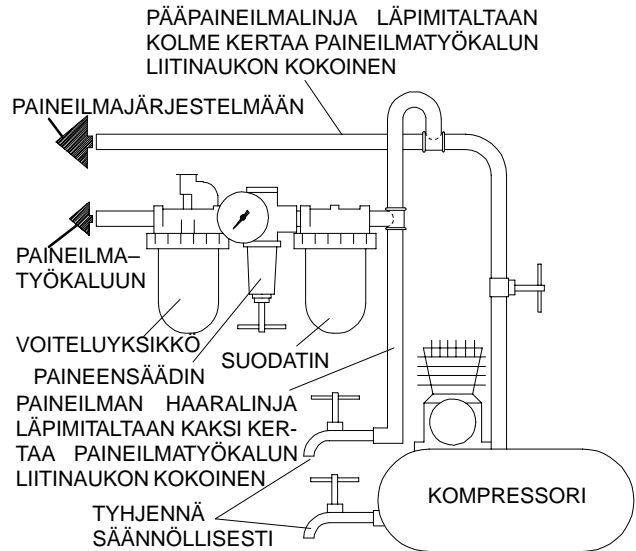 PÄÄPAINEILMALINJA LÄPIMITALTAAN
KOLME KERTAA PAINEILMATYÖKALUN
LIITINAUKON KOKOINEN
PAINEILMAJÄRJESTELMÄÄN
PAINEILMA–
TYÖKALUUN
VOITELUYKSIKKÖ
SUODATIN
PAINEENSÄÄDIN
PAINEILMAN HAARALINJA
LÄPIMITALTAAN KAKSI KER-
TAA PAINEILMATYÖKALUN
LIITINAUKON KOKOINEN
KOMPRESSORI
TYHJENNÄ
SÄÄNNÖLLISESTI